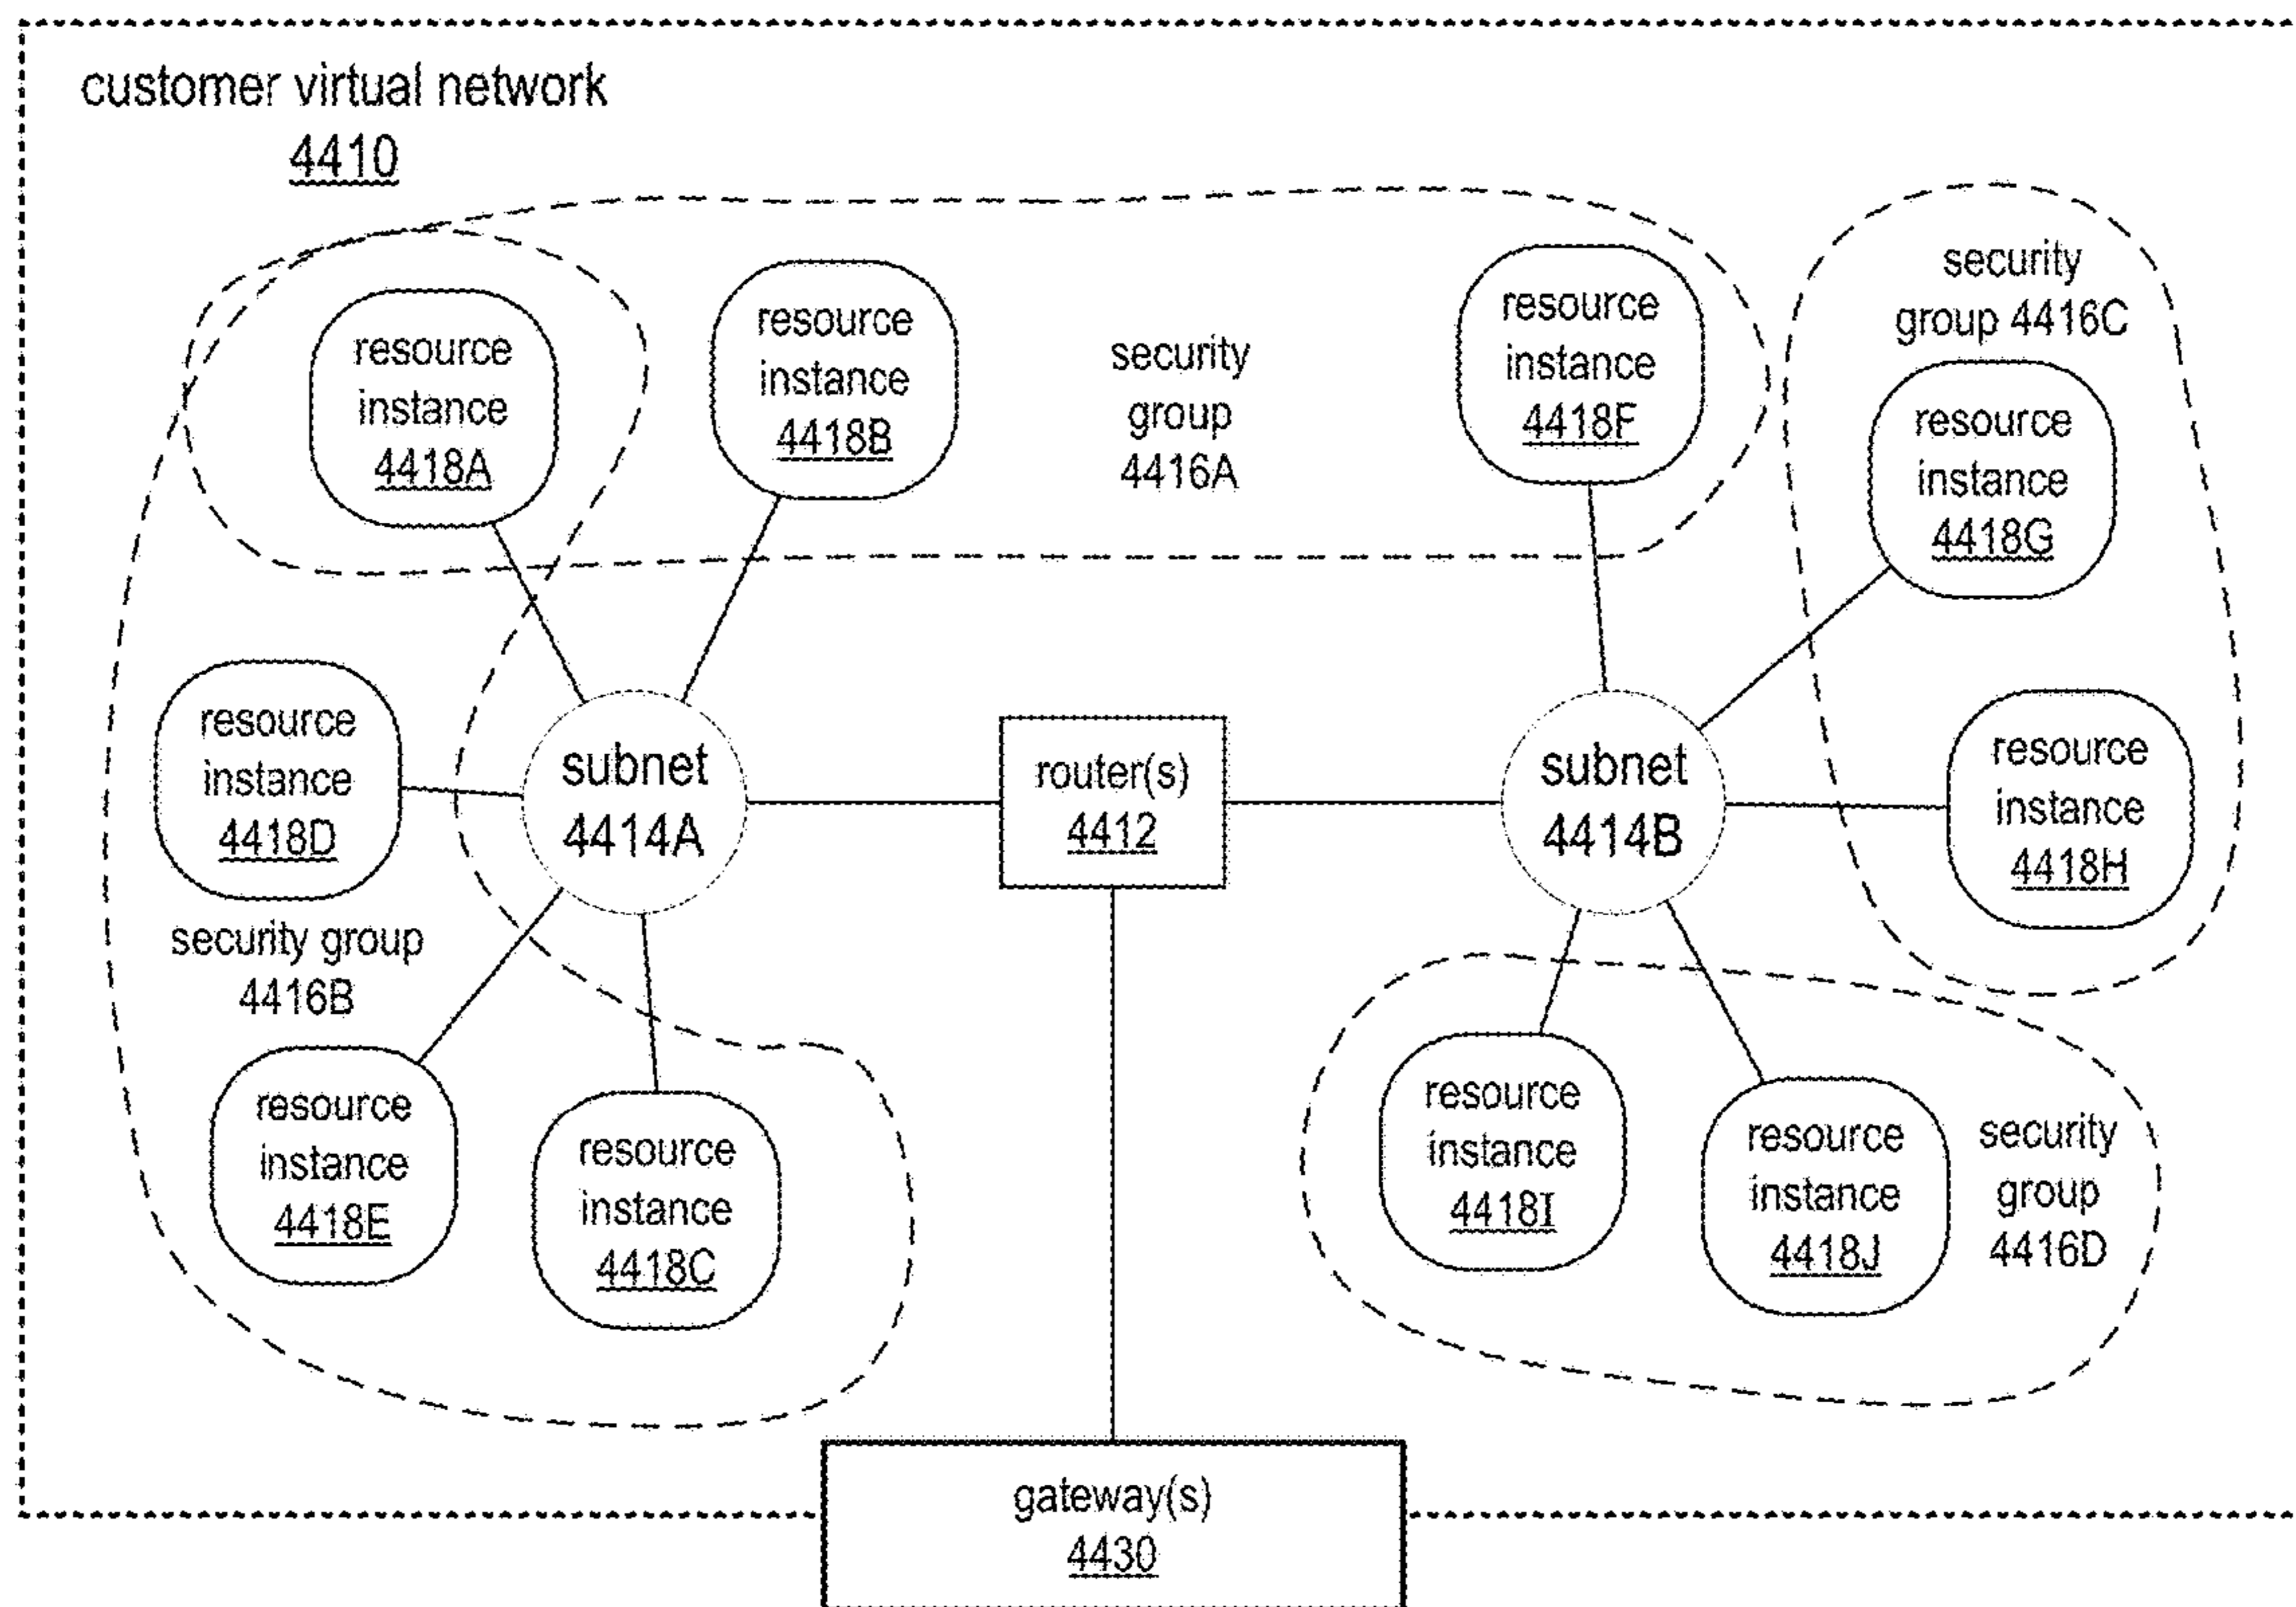 customer virtual network
4410
resource
instance
4418A
resource
instance
4418B
security
group
4416A
resource
instance
4418F
security
group 4416C
resource
instance
4418G
resource
instance
4418D
subnet
4414A
router(s)
4412
subnet
4414B
resource
instance
4418H
security group
4416B
resource
instance
4418E
resource
instance
4418C
resource
instance
4418I
resource
instance
4418J
security
group
4416D
gateway(s)
4430